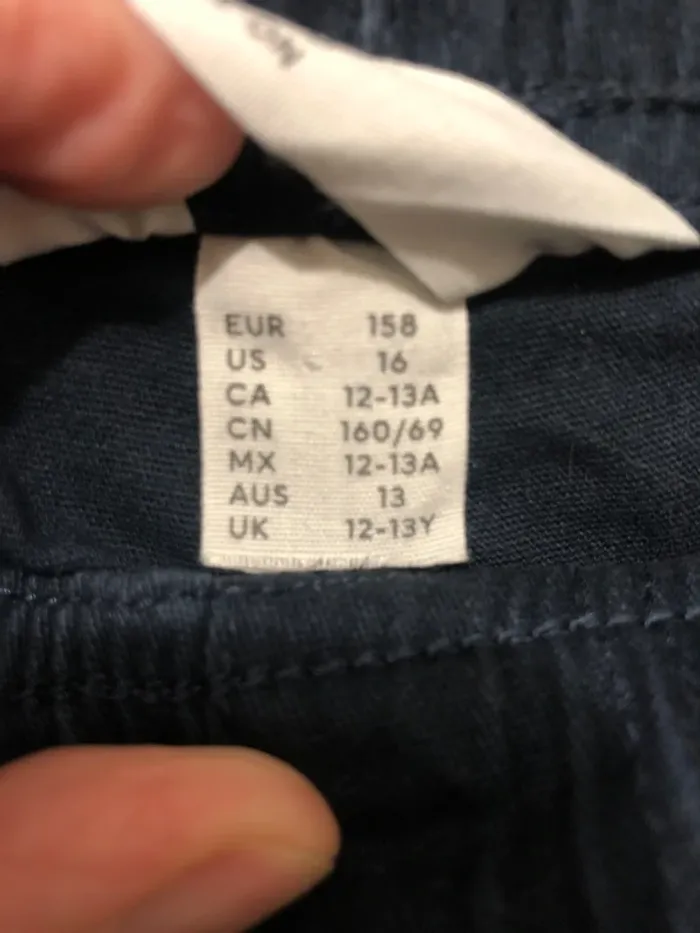 EUR 158
US 16
CA 12-13A
CN 160/69
MX 12-13A
AUS 13
UK 12-13Y